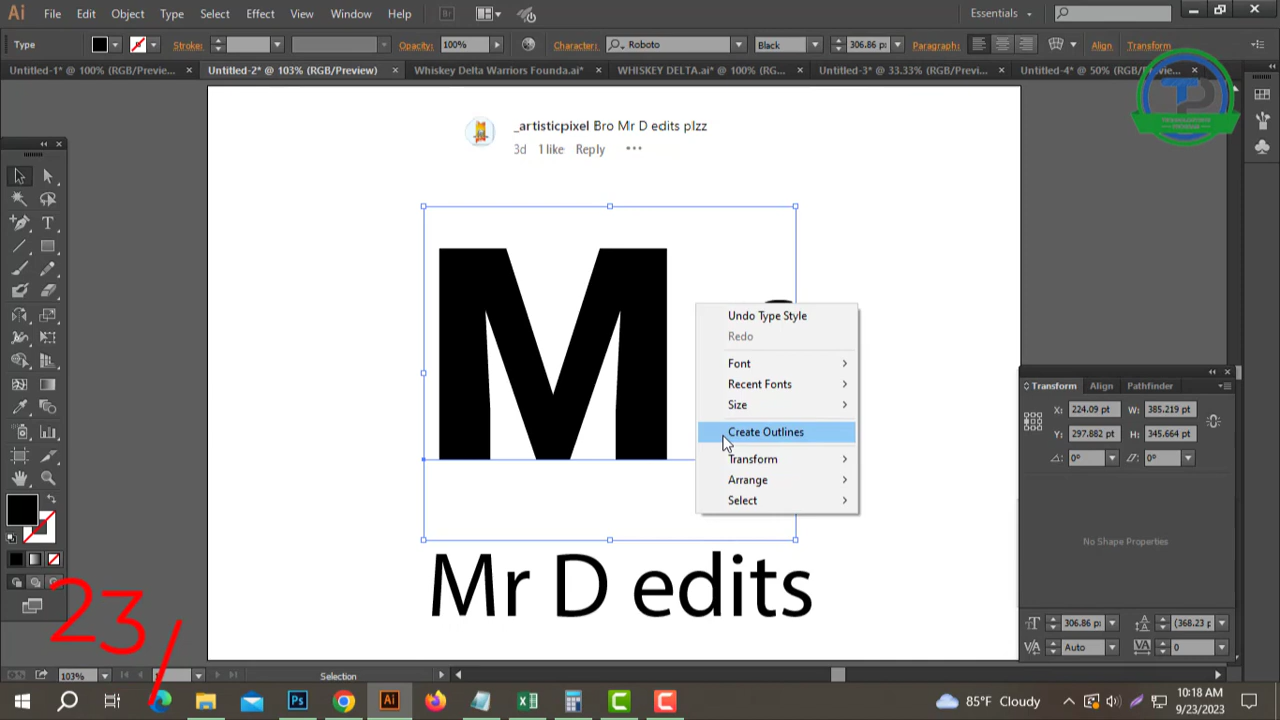 Ai File Edit Object Type Select Effect View Window Help Br Essentials
Type Stroke: Opacity: 100% Character: Roboto Black 306.86 pt Paragraph: Align Transform
Untitled-1* @ 100% (RGB/Previe... × Untitled-2* @ 103% (RGB/Preview) × Whiskey Delta Warriors Founda.ai* × WHISKEY DELTA.ai* @ 100% (RG... × Untitled-3* @ 33.33% (RGB/Previ... × Untitled-4* @ 50% (RGB/Previe... ×
_artisticpixel Bro Mr D edits plzz
3d 1 like Reply •••
M
Undo Type Style
Redo
Font
Recent Fonts
Size
Create Outlines
Transform
Arrange
Select
Transform Align Pathfinder
X: 224.09 pt W: 385.219 pt
Y: 297.882 pt H: 345.664 pt
0° 0°
No Shape Properties
306.86 pt (368.23 
Auto 0
Mr D edits
23/
103% Selection
Ps Ai
85°F Cloudy
10:18 AM
9/23/2023